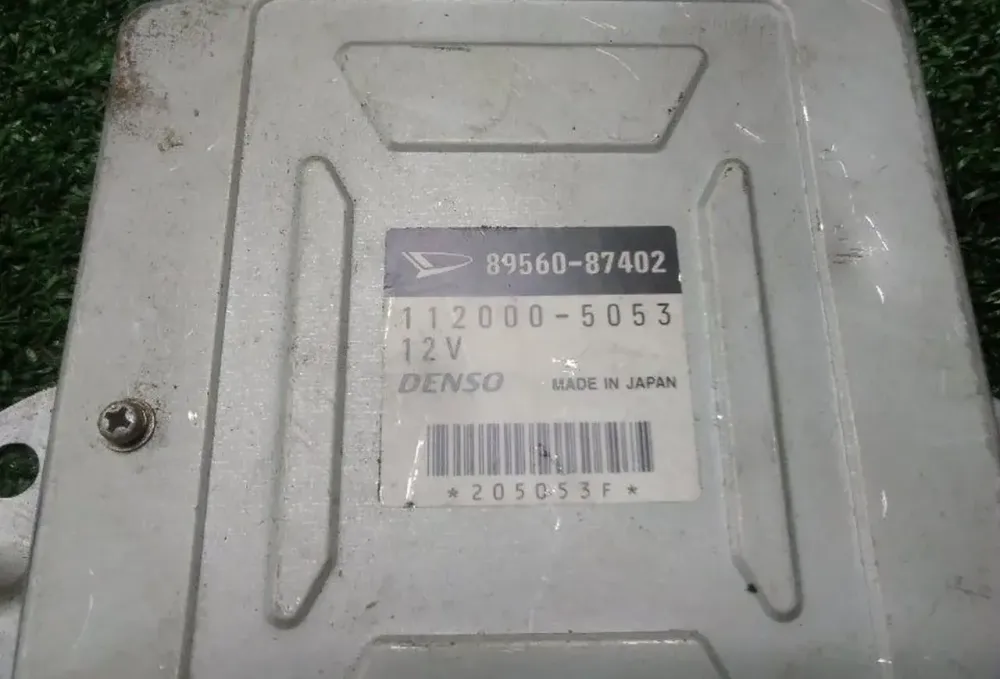 89560-87402
112000-5053
12V
DENSO MADE IN JAPAN
*205053F*